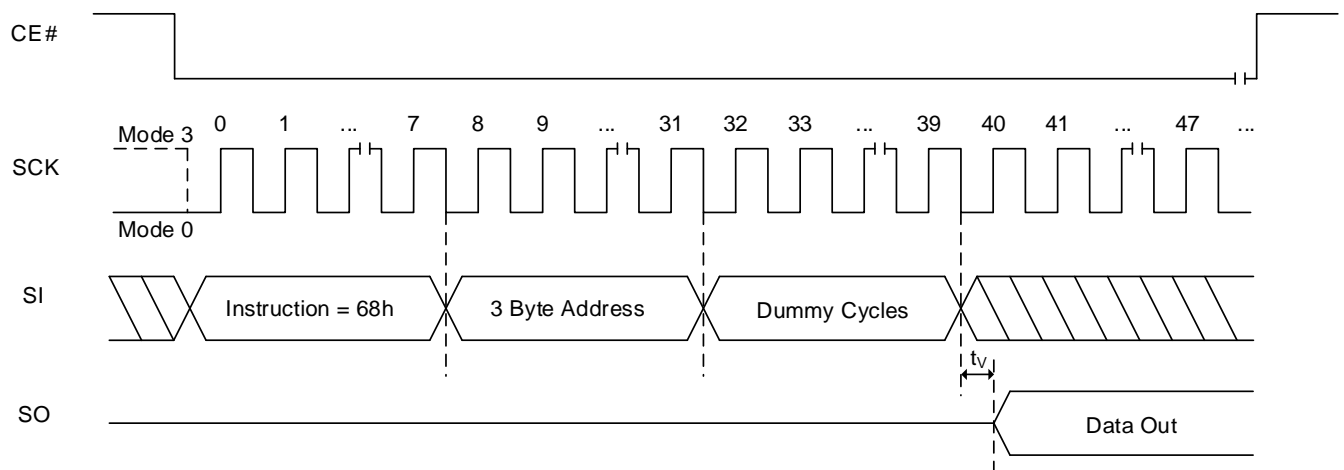 CE#
Mode 3 0 1 ... 7 8 9 ... 31 32 33 ... 39 40 41 ... 47 ...
SCK
Mode 0
SI Instruction = 68h 3 Byte Address Dummy Cycles
tV
SO Data Out